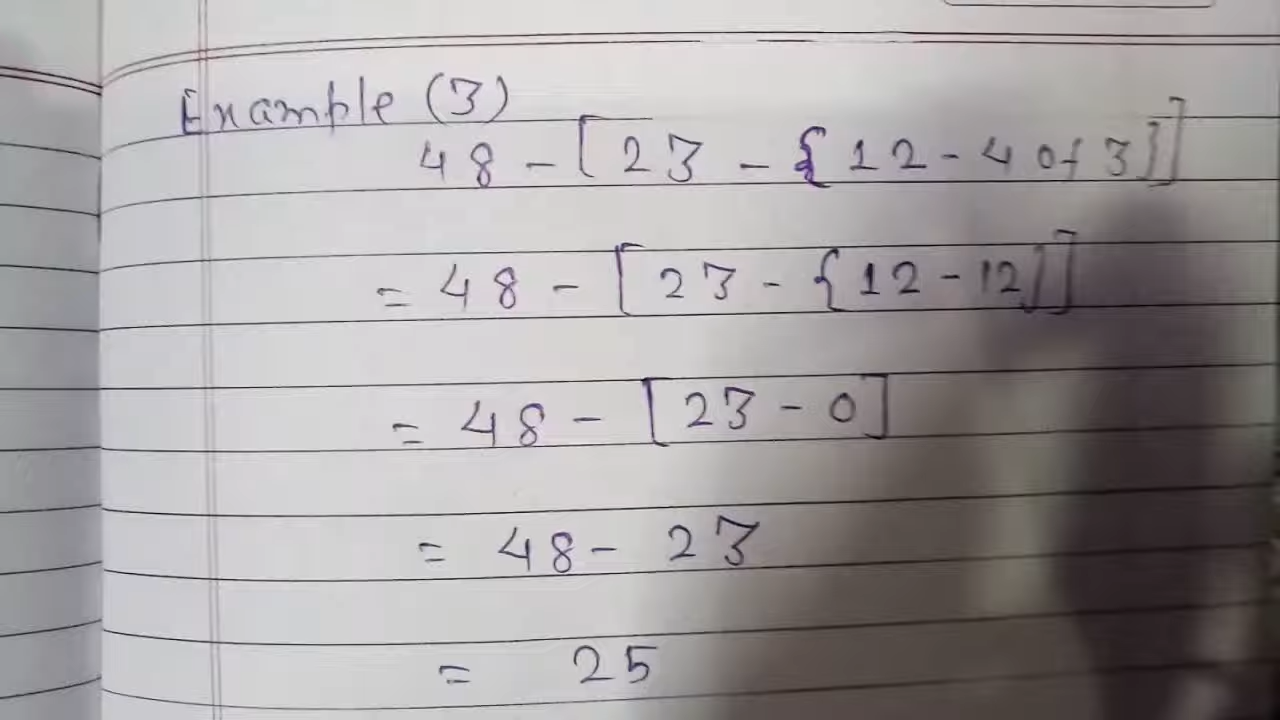 Example (3)
48 - [23 - {12 - 4 of 3}]
= 48 - [23 - {12 - 12}]
= 48 - [23 - 0]
= 48 - 23
= 25